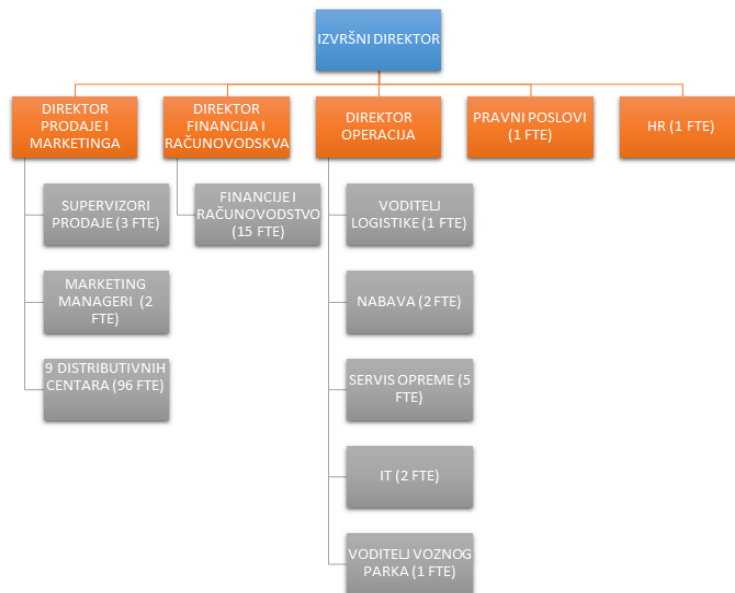 IZVRŠNI DIREKTOR
DIREKTOR
PRODAJE I
MARKETINGA
DIREKTOR
FINANCIJA I
RAČUNOVODSKVA
DIREKTOR
OPERACIJA
PRAVNI POSLOVI
(1 FTE)
HR (1 FTE)
SUPERVIZORI
PRODAJE (3 FTE)
MARKETING
MANAGERI (2
FTE)
9 DISTRIBUTIVNIH
CENTARA (96 FTE)
FINANCIJE I
RAČUNOVODSTVO
(15 FTE)
VODITELJ
LOGISTIKE (1 FTE)
NABAVA (2 FTE)
SERVIS OPREME (5
FTE)
IT (2 FTE)
VODITELJ VOZNOG
PARKA (1 FTE)